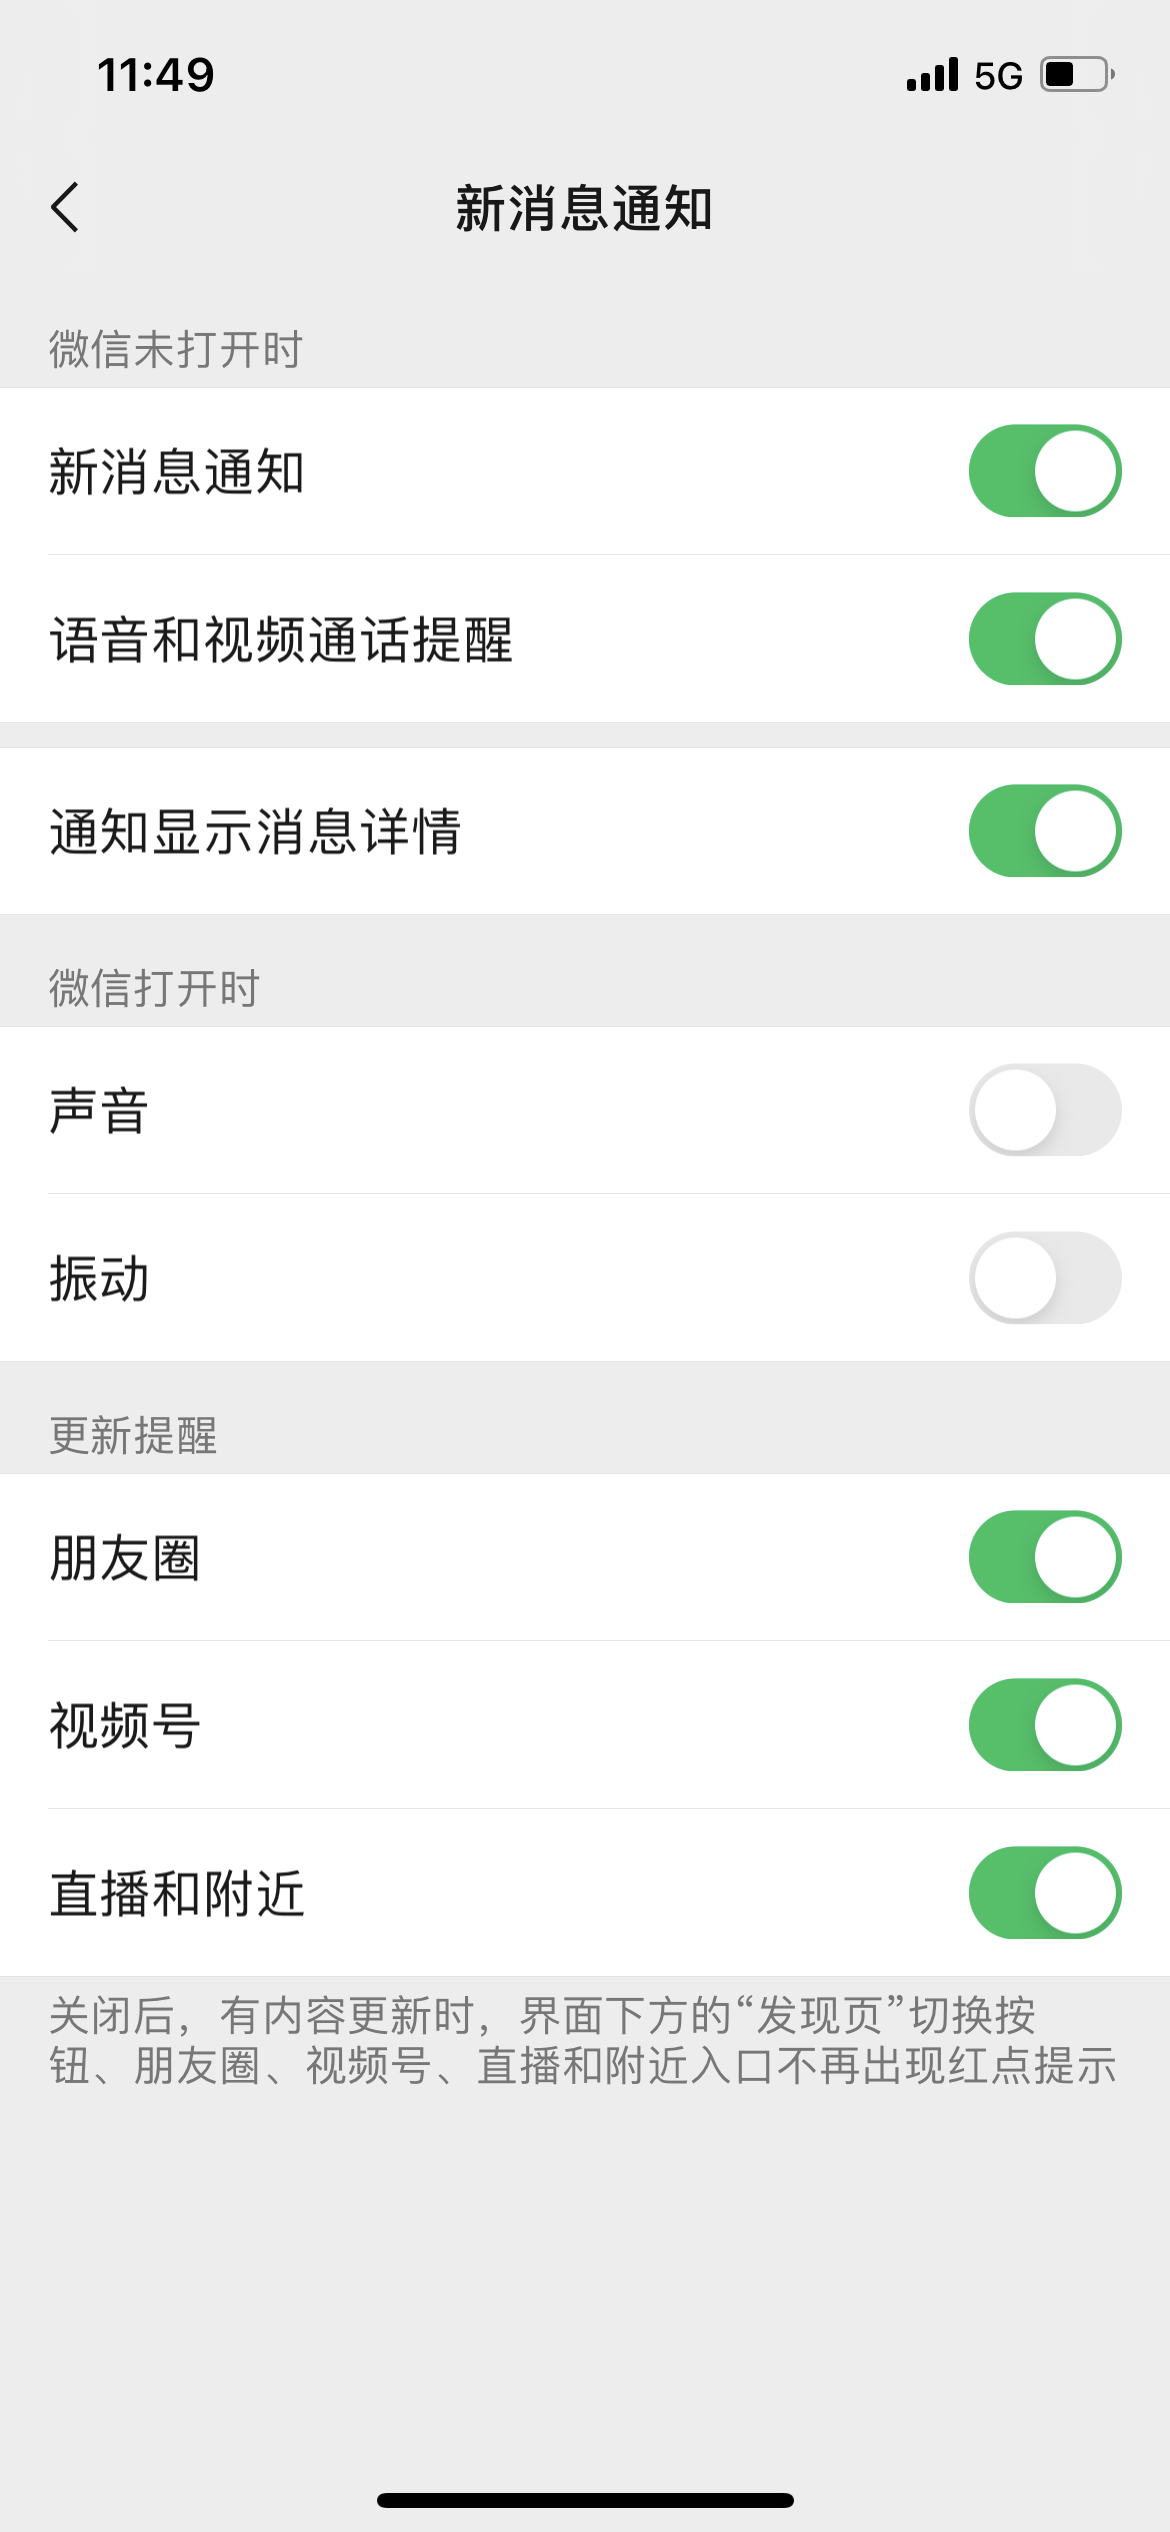 11:49
5G
新消息通知
微信未打开时
新消息通知
语音和视频通话提醒
通知显示消息详情
微信打开时
声音
振动
更新提醒
朋友圈
视频号
直播和附近
关闭后，有内容更新时，界面下方的“发现页”切换按
钮、朋友圈、视频号、直播和附近入口不再出现红点提示